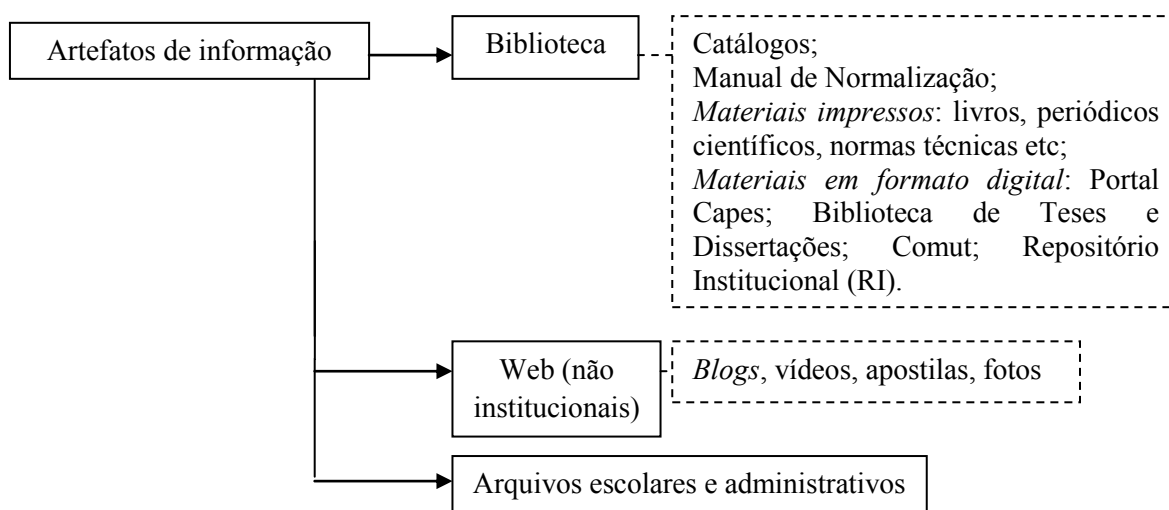 Artefatos de informação
Biblioteca
Catálogos;
Manual de Normalização;
Materiais impressos: livros, periódicos
científicos, normas técnicas etc;
Materiais em formato digital: Portal
Capes; Biblioteca de Teses e
Dissertações; Comut; Repositório
Institucional (RI).
Web (não
institucionais)
Blogs, vídeos, apostilas, fotos
Arquivos escolares e administrativos